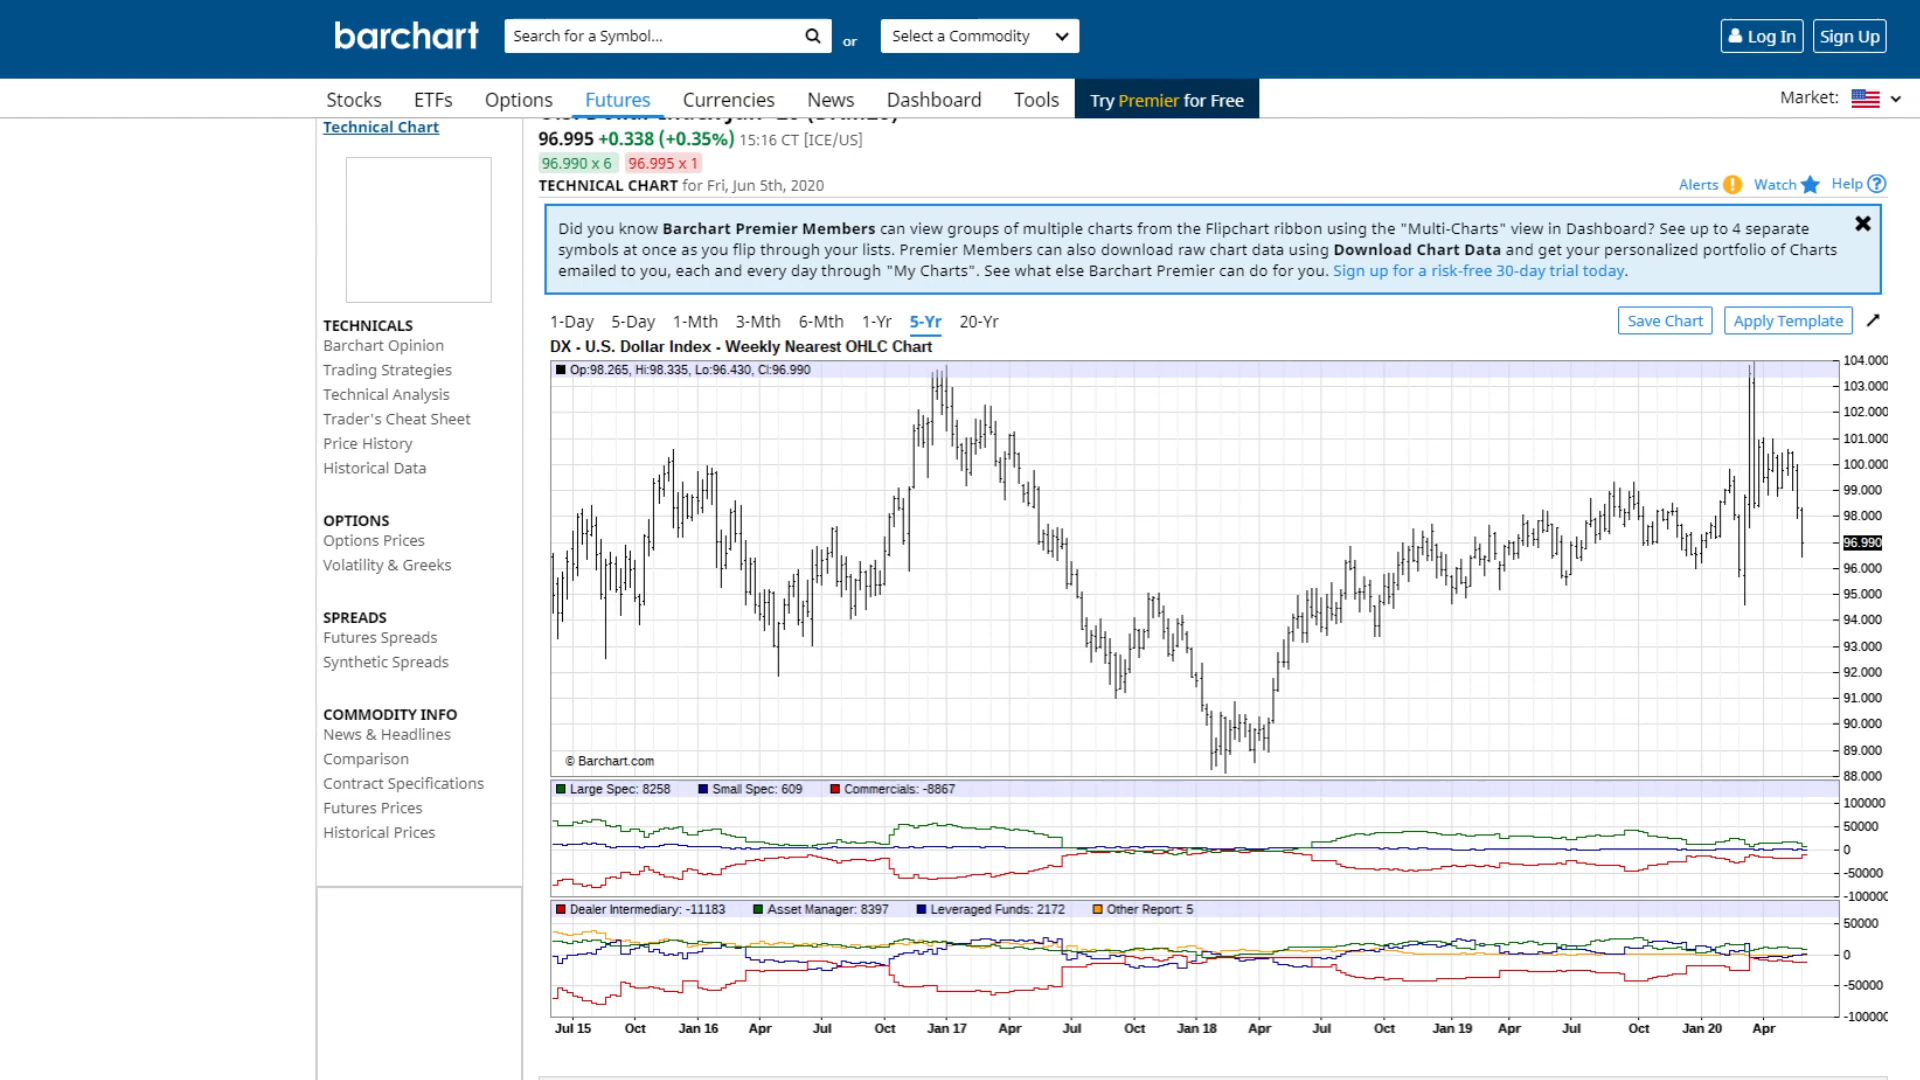 barchart
Search for a Symbol...
or
Select a Commodity
Log In
Sign Up
Stocks ETFs Options Futures Currencies News Dashboard Tools Try Premier for Free
Market:
Technical Chart
96.995 +0.338 (+0.35%) 15:16 CT [ICE/US]
96.990 x 6 96.995 x 1
TECHNICAL CHART for Fri, Jun 5th, 2020
Alerts Watch Help
Did you know Barchart Premier Members can view groups of multiple charts from the Flipchart ribbon using the "Multi-Charts" view in Dashboard? See up to 4 separate
symbols at once as you flip through your lists. Premier Members can also download raw chart data using Download Chart Data and get your personalized portfolio of Charts
emailed to you, each and every day through "My Charts". See what else Barchart Premier can do for you. Sign up for a risk-free 30-day trial today.
TECHNICALS
Barchart Opinion
Trading Strategies
Technical Analysis
Trader's Cheat Sheet
Price History
Historical Data
OPTIONS
Options Prices
Volatility & Greeks
SPREADS
Futures Spreads
Synthetic Spreads
COMMODITY INFO
News & Headlines
Comparison
Contract Specifications
Futures Prices
Historical Prices
1-Day 5-Day 1-Mth 3-Mth 6-Mth 1-Yr 5-Yr 20-Yr
Save Chart Apply Template
DX - U.S. Dollar Index - Weekly Nearest OHLC Chart
Op:98.265, Hi:98.335, Lo:96.430, Cl:96.990
104.000
103.000
102.000
101.000
100.000
99.000
98.000
96.990
96.000
95.000
94.000
93.000
92.000
91.000
90.000
89.000
88.000
© Barchart.com
Large Spec: 8258 Small Spec: 609 Commercials: -8867
100000
50000
0
-50000
-100000
Dealer Intermediary: -11183 Asset Manager: 8397 Leveraged Funds: 2172 Other Report: 5
50000
0
-50000
-100000
Jul 15 Oct Jan 16 Apr Jul Oct Jan 17 Apr Jul Oct Jan 18 Apr Jul Oct Jan 19 Apr Jul Oct Jan 20 Apr